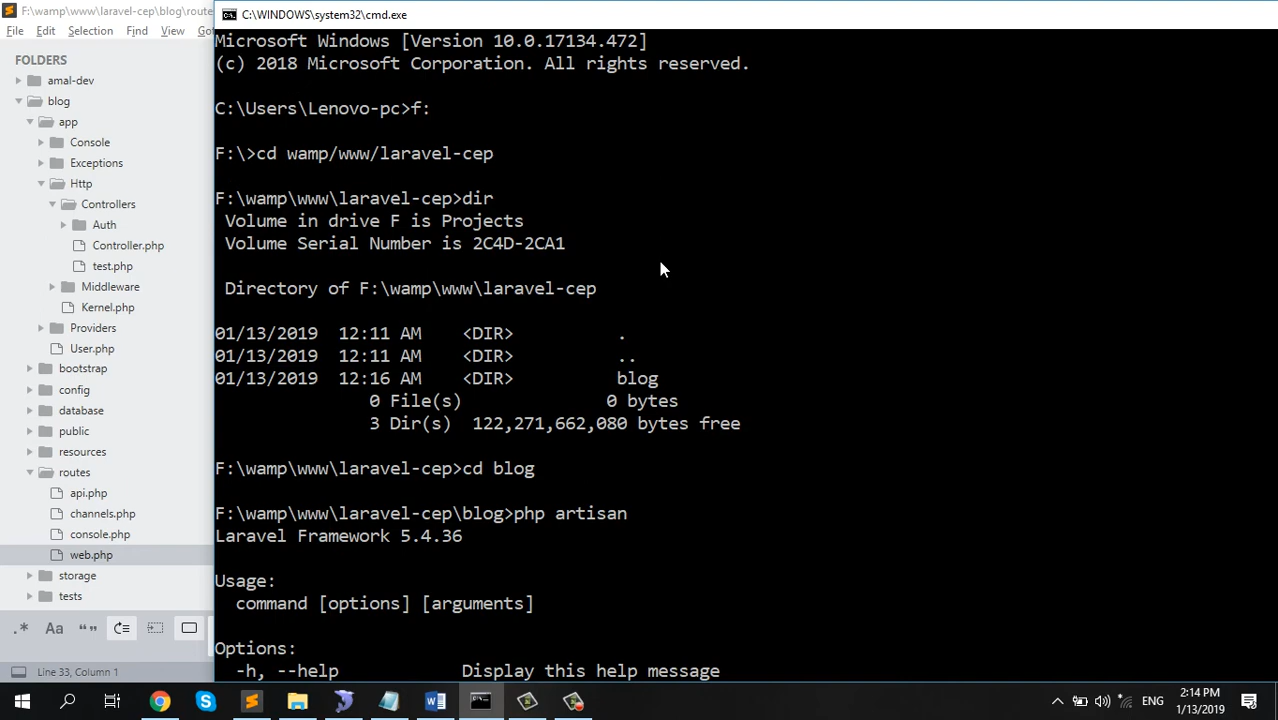 F:\wamp\www\laravel-cep\blog\route
File Edit Selection Find View Go
FOLDERS
amal-dev
blog
app
Console
Exceptions
Http
Controllers
Auth
Controller.php
test.php
Middleware
Kernel.php
Providers
User.php
bootstrap
config
database
public
resources
routes
api.php
channels.php
console.php
web.php
storage
tests
.* Aa “”
Line 33, Column 1
C:\WINDOWS\system32\cmd.exe
Microsoft Windows [Version 10.0.17134.472]
(c) 2018 Microsoft Corporation. All rights reserved.
C:\Users\Lenovo-pc>f:
F:\>cd wamp/www/laravel-cep
F:\wamp\www\laravel-cep>dir
Volume in drive F is Projects
Volume Serial Number is 2C4D-2CA1
Directory of F:\wamp\www\laravel-cep
01/13/2019 12:11 AM <DIR> .
01/13/2019 12:11 AM <DIR> ..
01/13/2019 12:16 AM <DIR> blog
0 File(s) 0 bytes
3 Dir(s) 122,271,662,080 bytes free
F:\wamp\www\laravel-cep>cd blog
F:\wamp\www\laravel-cep\blog>php artisan
Laravel Framework 5.4.36
Usage:
command [options] [arguments]
Options:
-h, --help Display this help message
ENG
2:14 PM
1/13/2019